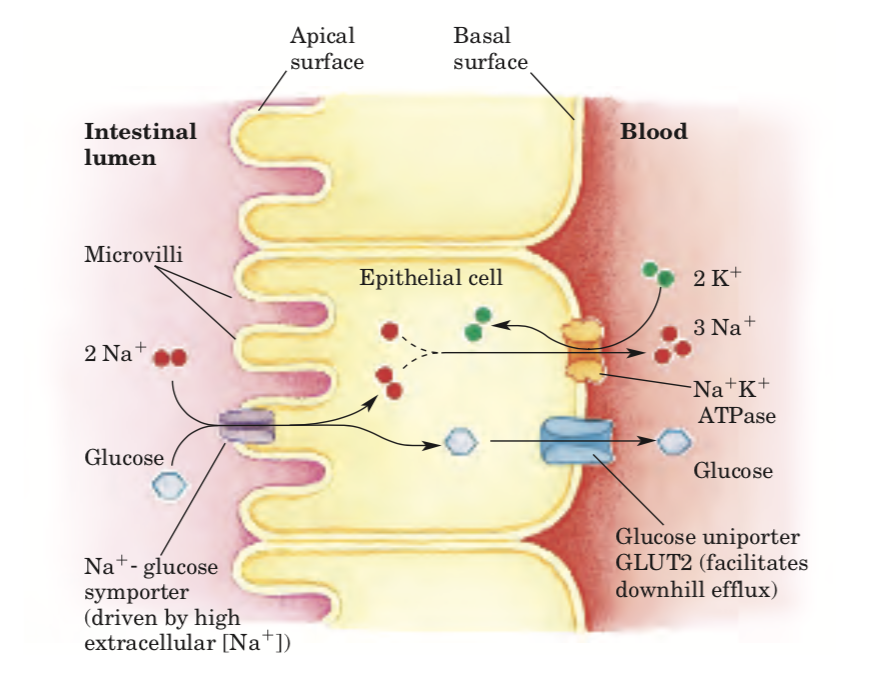 Apical
surface
Basal
surface
Intestinal
lumen
Blood
Microvilli
Epithelial cell
2 K⁺
3 Na⁺
2 Na⁺
Na⁺K⁺
ATPase
Glucose
Glucose
Na⁺- glucose
symporter
(driven by high
extracellular [Na⁺])
Glucose uniporter
GLUT2 (facilitates
downhill efflux)